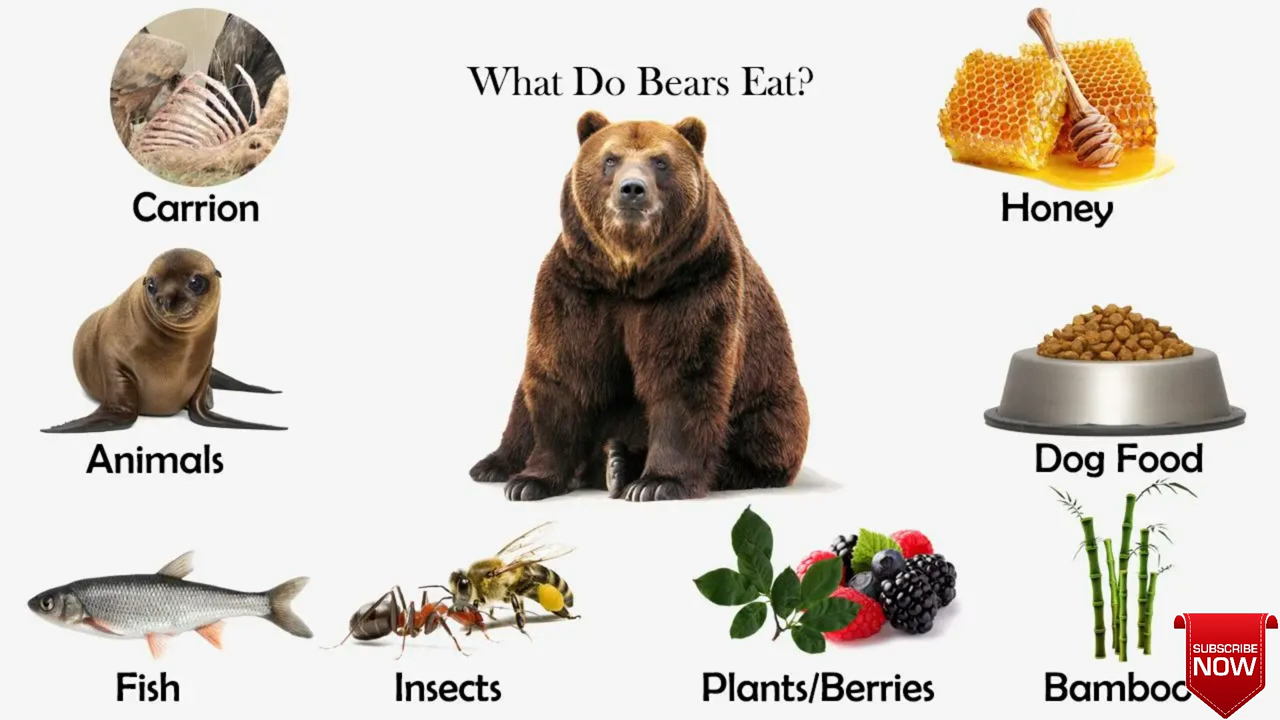 What Do Bears Eat?
Carrion
Honey
Animals
Dog Food
Fish
Insects
Plants/Berries
Bamboo
SUBSCRIBE
NOW